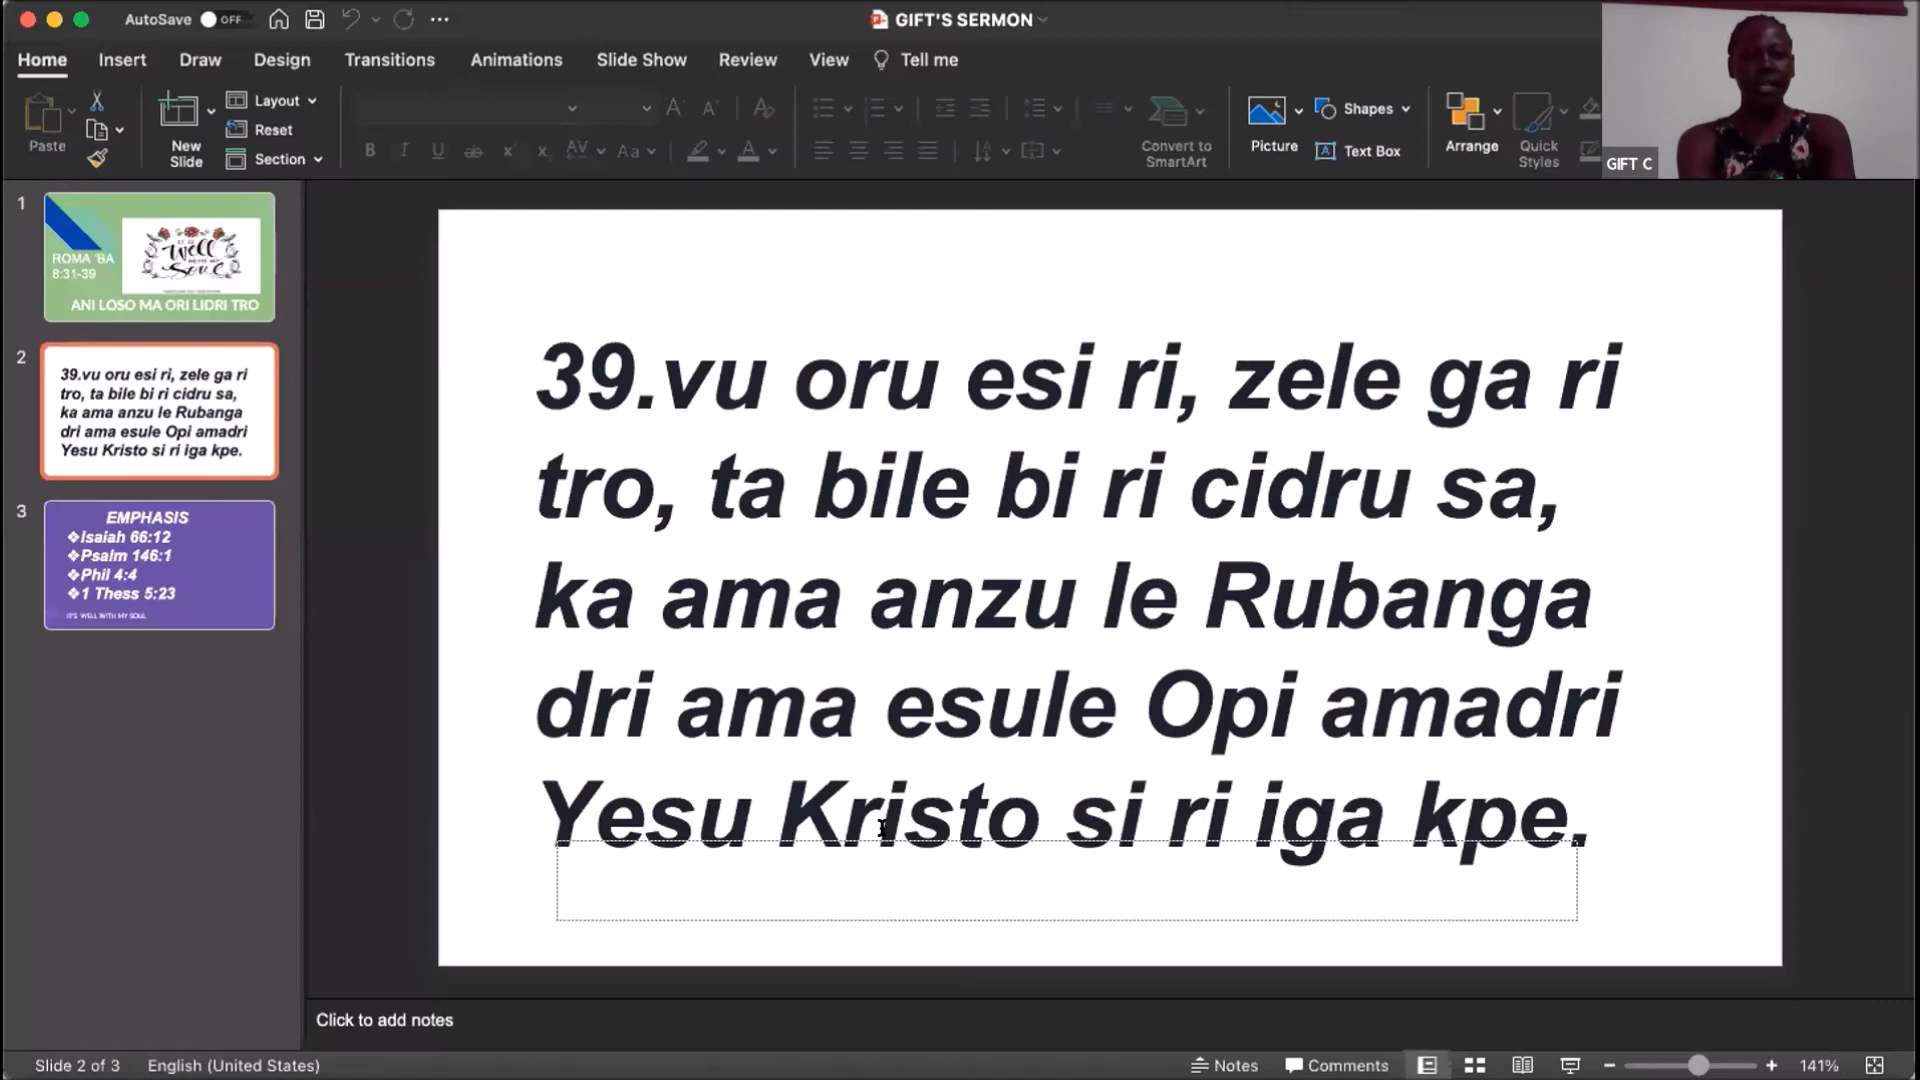 AutoSave OFF
GIFT'S SERMON
Home Insert Draw Design Transitions Animations Slide Show Review View Tell me
Paste
New Slide
Layout
Reset
Section
Convert to SmartArt
Picture
Shapes
Text Box
Arrange
Quick Styles
GIFT C
1
ROMA 'BA
8:31-39
Well
Soul
ANI LOSO MA ORI LIDRI TRO
2
39.vu oru esi ri, zele ga ri
tro, ta bile bi ri cidru sa,
ka ama anzu le Rubanga
dri ama esule Opi amadri
Yesu Kristo si ri iga kpe.
3
EMPHASIS
❖Isaiah 66:12
❖Psalm 146:1
❖Phil 4:4
❖1 Thess 5:23
IT'S WELL WITH MY SOUL
39.vu oru esi ri, zele ga ri
tro, ta bile bi ri cidru sa,
ka ama anzu le Rubanga
dri ama esule Opi amadri
Yesu Kristo si ri iga kpe.
Click to add notes
Slide 2 of 3 English (United States) Notes Comments 141%